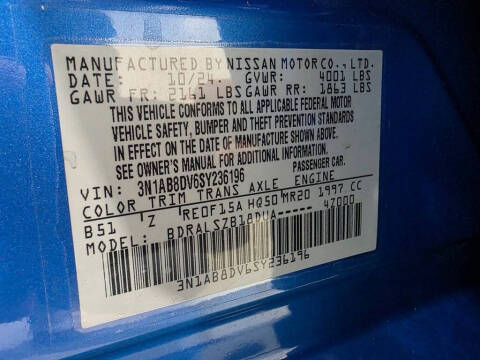 MANUFACTURED BY NISSAN MOTOR CO., LTD.
DATE: 10/24. GVWR: 4001 LBS
GAWR FR: 2161 LBS GAWR RR: 1863 LBS
THIS VEHICLE CONFORMS TO ALL APPLICABLE FEDERAL MOTOR
VEHICLE SAFETY, BUMPER AND THEFT PREVENTION STANDARDS
IN EFFECT ON THE DATE OF MANUFACTURE SHOWN ABOVE.
SEE OWNER'S MANUAL FOR ADDITIONAL INFORMATION.
VIN: 3N1AB8DV6SY236196 PASSENGER CAR.
COLOR TRIM TRANS AXLE ENGINE
B51 Z RE0F15A HQ50 MR20 1997 CC
MODEL: BDRALSZB18DUA----- 4Z000
3N1AB8DV6SY236196